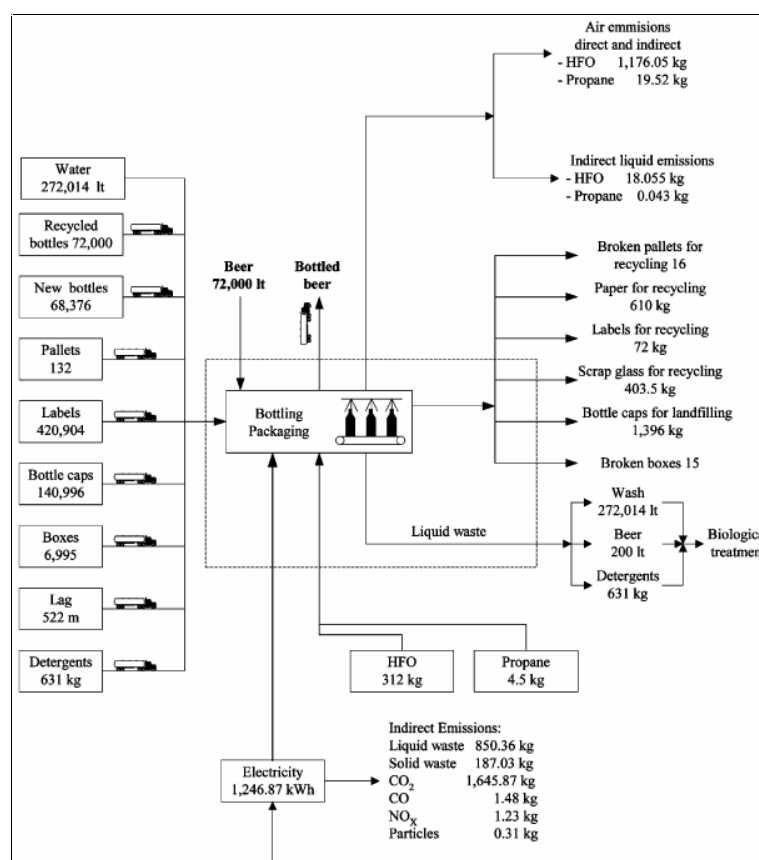 Air emmisions
direct and indirect
- HFO 1,176.05 kg
- Propane 19.52 kg
Indirect liquid emissions
- HFO 18.055 kg
- Propane 0.043 kg
Water
272,014 lt
Recycled
bottles 72,000
New bottles
68,376
Pallets
132
Labels
420,904
Bottle caps
140,996
Boxes
6,995
Lag
522 m
Detergents
631 kg
Beer
72,000 lt
Bottled
beer
Bottling
Packaging
Broken pallets for
recycling 16
Paper for recycling
610 kg
Labels for recycling
72 kg
Scrap glass for recycling
403.5 kg
Bottle caps for landfilling
1,396 kg
Broken boxes 15
Liquid waste
Wash
272,014 lt
Beer
200 lt
Detergents
631 kg
Biologica
treatmen
HFO
312 kg
Propane
4.5 kg
Electricity
1,246.87 kWh
Indirect Emissions:
Liquid waste 850.36 kg
Solid waste 187.03 kg
CO2 1,645.87 kg
CO 1.48 kg
NOX 1.23 kg
Particles 0.31 kg